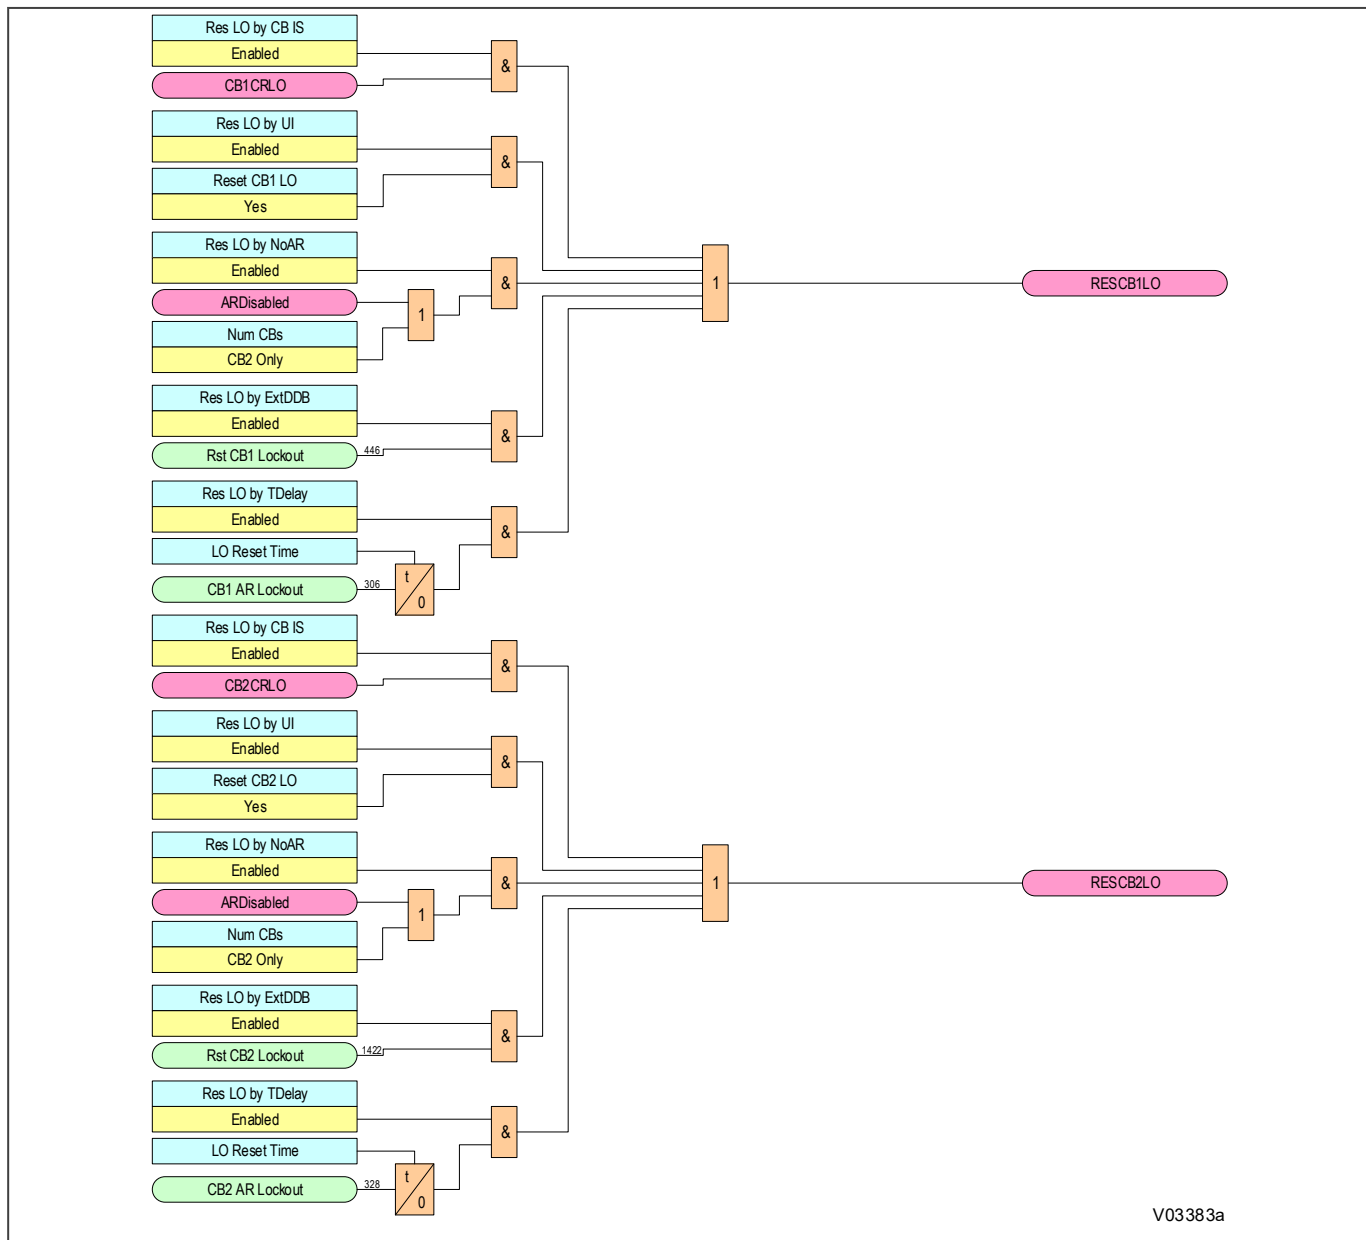 Res LO by CB IS
Enabled
&
CB1CRLO
Res LO by UI
Enabled
&
Reset CB1 LO
Yes
Res LO by NoAR
Enabled
&
1
RESCB1LO
ARDisabled
1
Num CBs
CB2 Only
Res LO by ExtDDB
Enabled
&
Rst CB1 Lockout
446
Res LO by TDelay
Enabled
&
LO Reset Time
t
CB1 AR Lockout
306
0
Res LO by CB IS
Enabled
&
CB2CRLO
Res LO by UI
Enabled
&
Reset CB2 LO
Yes
Res LO by NoAR
Enabled
&
1
RESCB2LO
ARDisabled
1
Num CBs
CB2 Only
Res LO by ExtDDB
Enabled
&
Rst CB2 Lockout
1422
Res LO by TDelay
Enabled
&
LO Reset Time
t
CB2 AR Lockout
328
0
V03383a